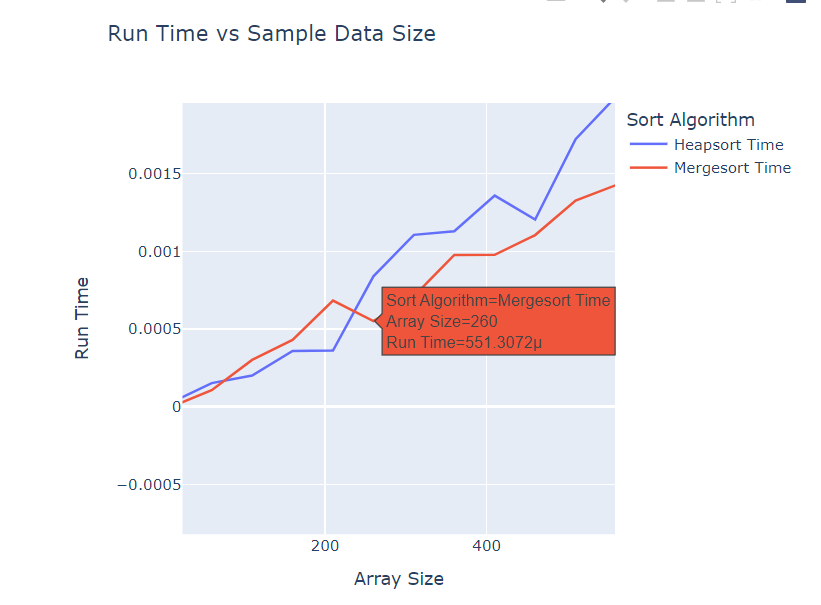 Run Time vs Sample Data Size
Sort Algorithm
Heapsort Time
Mergesort Time
0.0015
0.001
0.0005
0
−0.0005
Run Time
Sort Algorithm=Mergesort Time
Array Size=260
Run Time=551.3072μ
200
400
Array Size